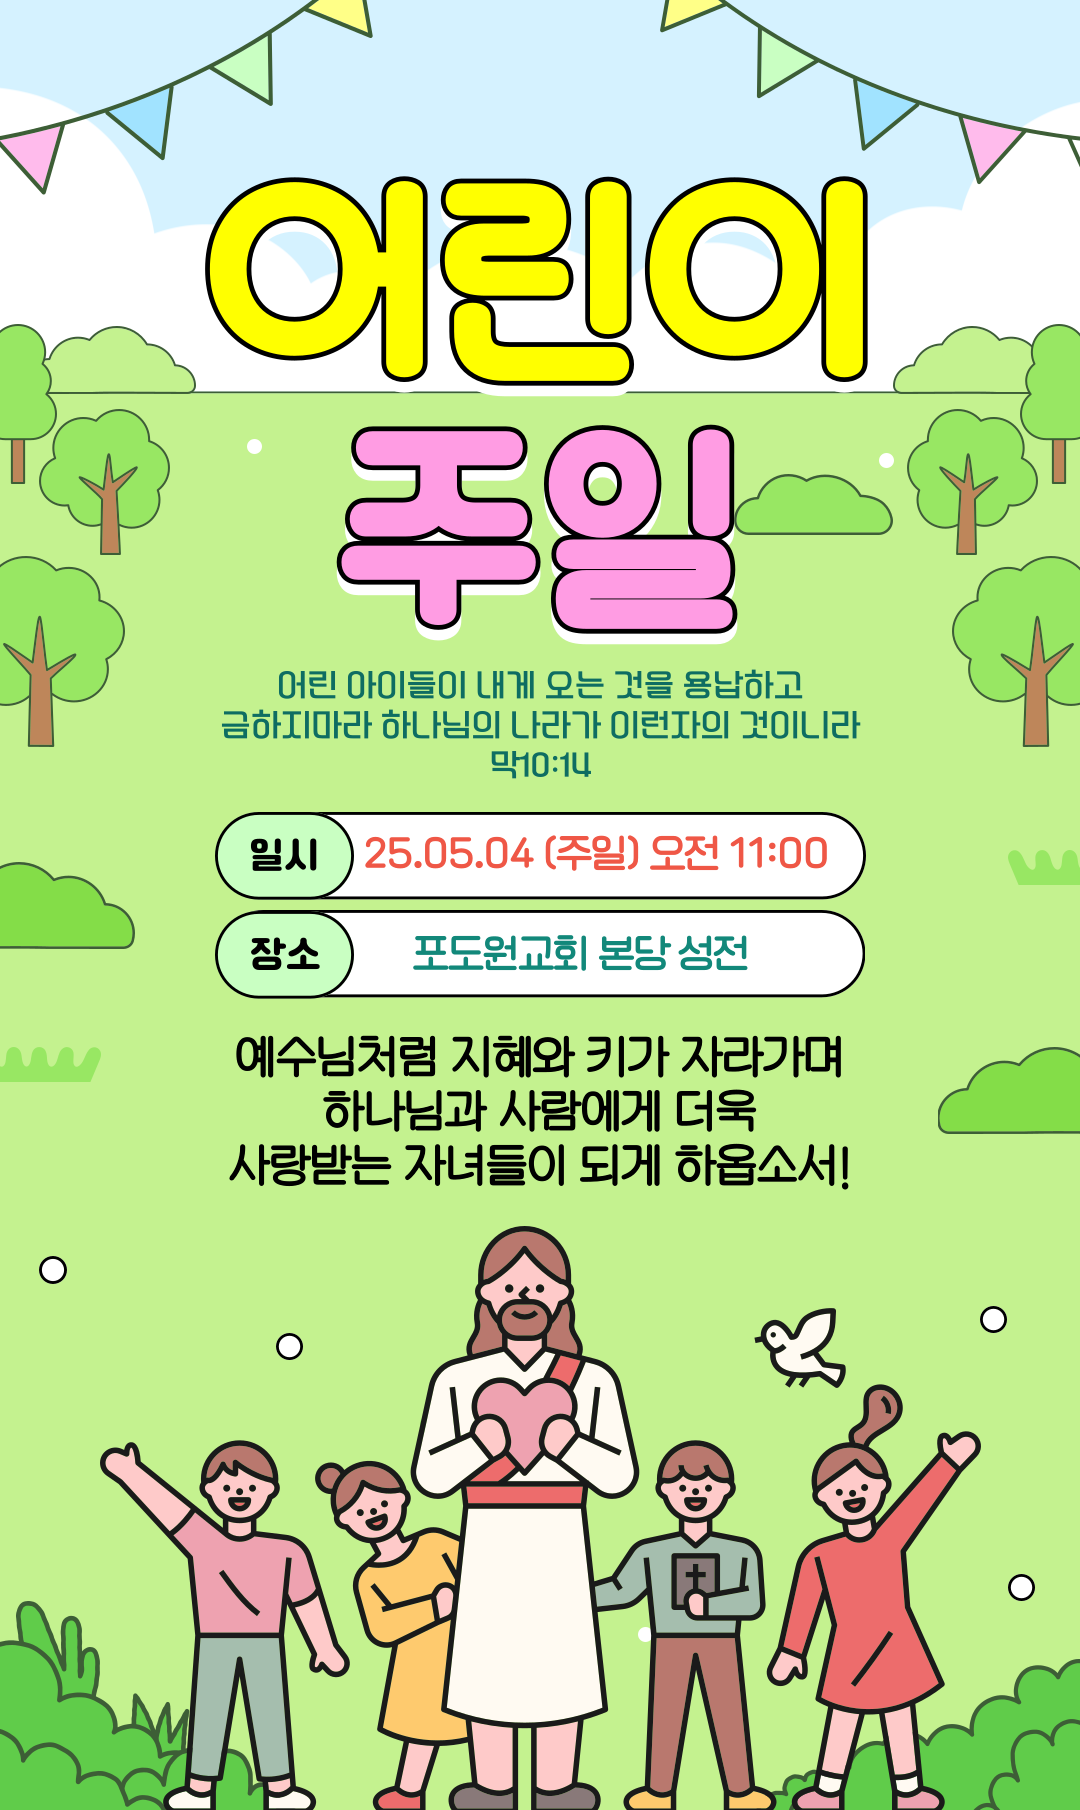 어린이
주일
어린 아이들이 내게 오는 것을 용납하고
금하지마라 하나님의 나라가 이런자의 것이니라
막10:14
일시 25.05.04 (주일) 오전 11:00
장소 포도원교회 본당 성전
예수님처럼 지혜와 키가 자라가며
하나님과 사람에게 더욱
사랑받는 자녀들이 되게 하옵소서!